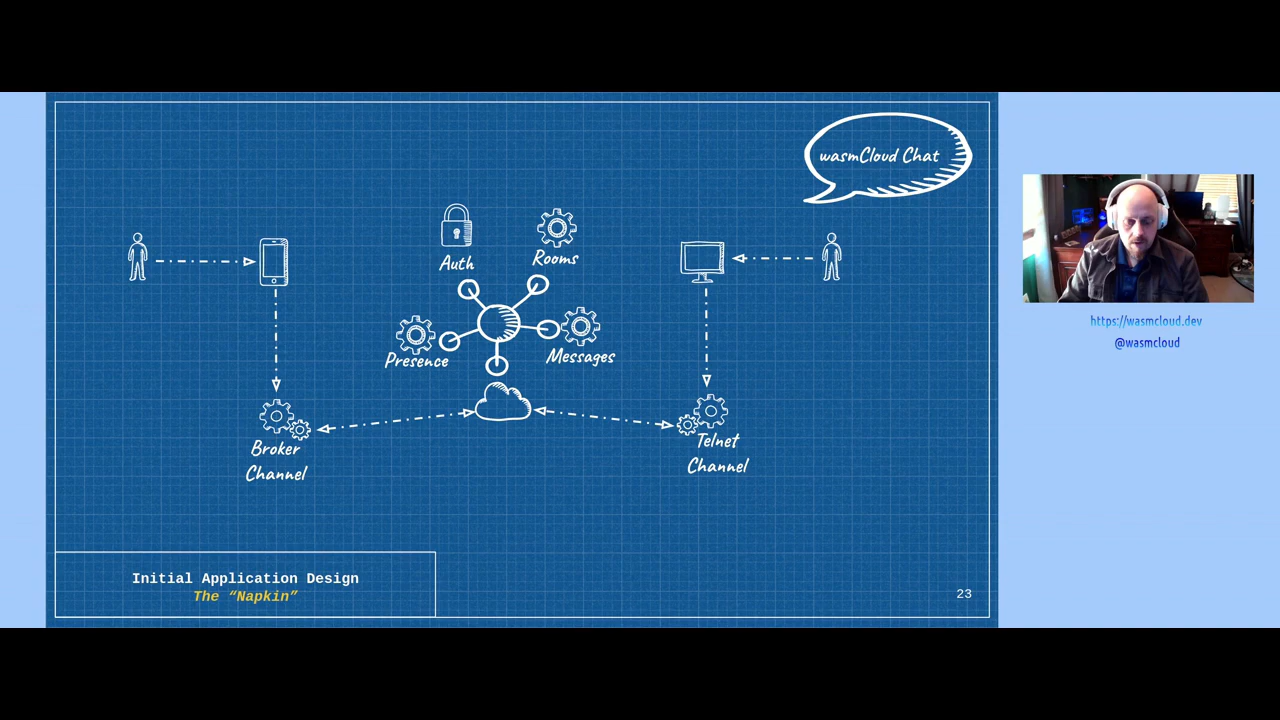 wasmCloud Chat
Auth
Rooms
Presence
Messages
Broker
Channel
Telnet
Channel
Initial Application Design
The “Napkin”
23
https://wasmcloud.dev
@wasmcloud